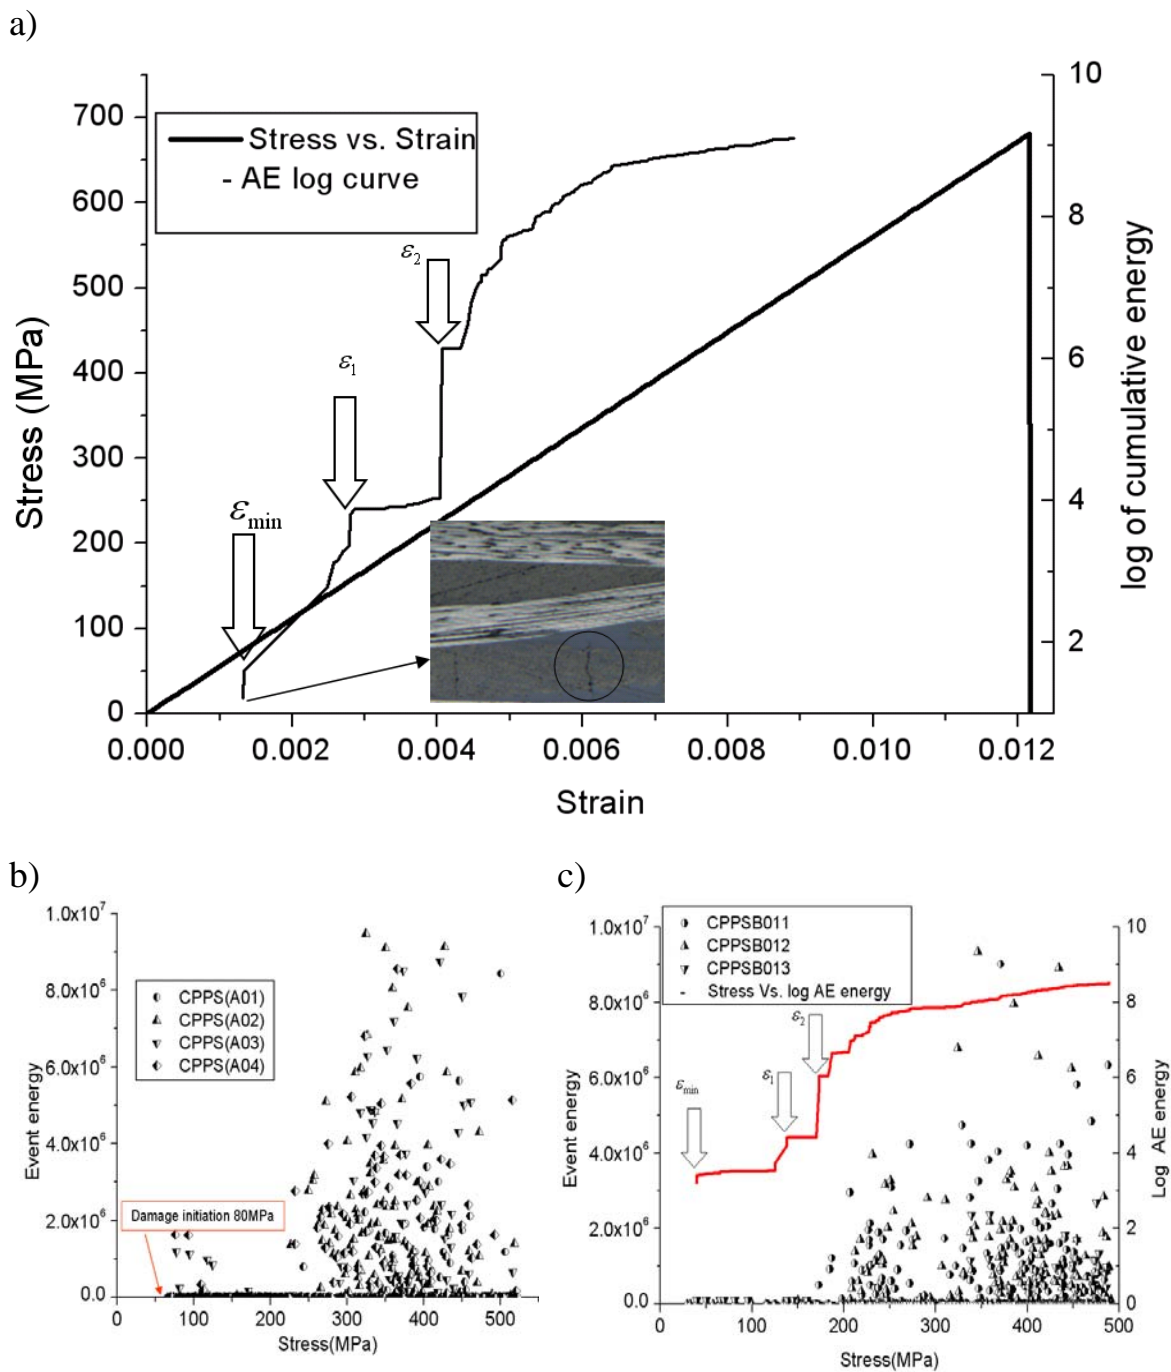 a)
10
700
Stress vs. Strain
- AE log curve
600
8
ε2
500
Stress (MPa)
log of cumulative energy
6
400
ε1
300
4
εmin
200
100
2
0
0.000 0.002 0.004 0.006 0.008 0.010 0.012
Strain
b)
c)
1.0x10^7
CPPS(A01)
CPPS(A02)
CPPS(A03)
CPPS(A04)
8.0x10^6
6.0x10^6
Event energy
4.0x10^6
Damage initiation 80MPa
2.0x10^6
0.0
0 100 200 300 400 500
Stress(MPa)
CPPSB011
CPPSB012
CPPSB013
- Stress Vs. log AE energy
1.0x10^7
10
8.0x10^6
8
ε2
6.0x10^6
6
ε1
εmin
Event energy
Log AE energy
4.0x10^6
4
2.0x10^6
2
0.0
0
0 100 200 300 400 500
Stress(MPa)